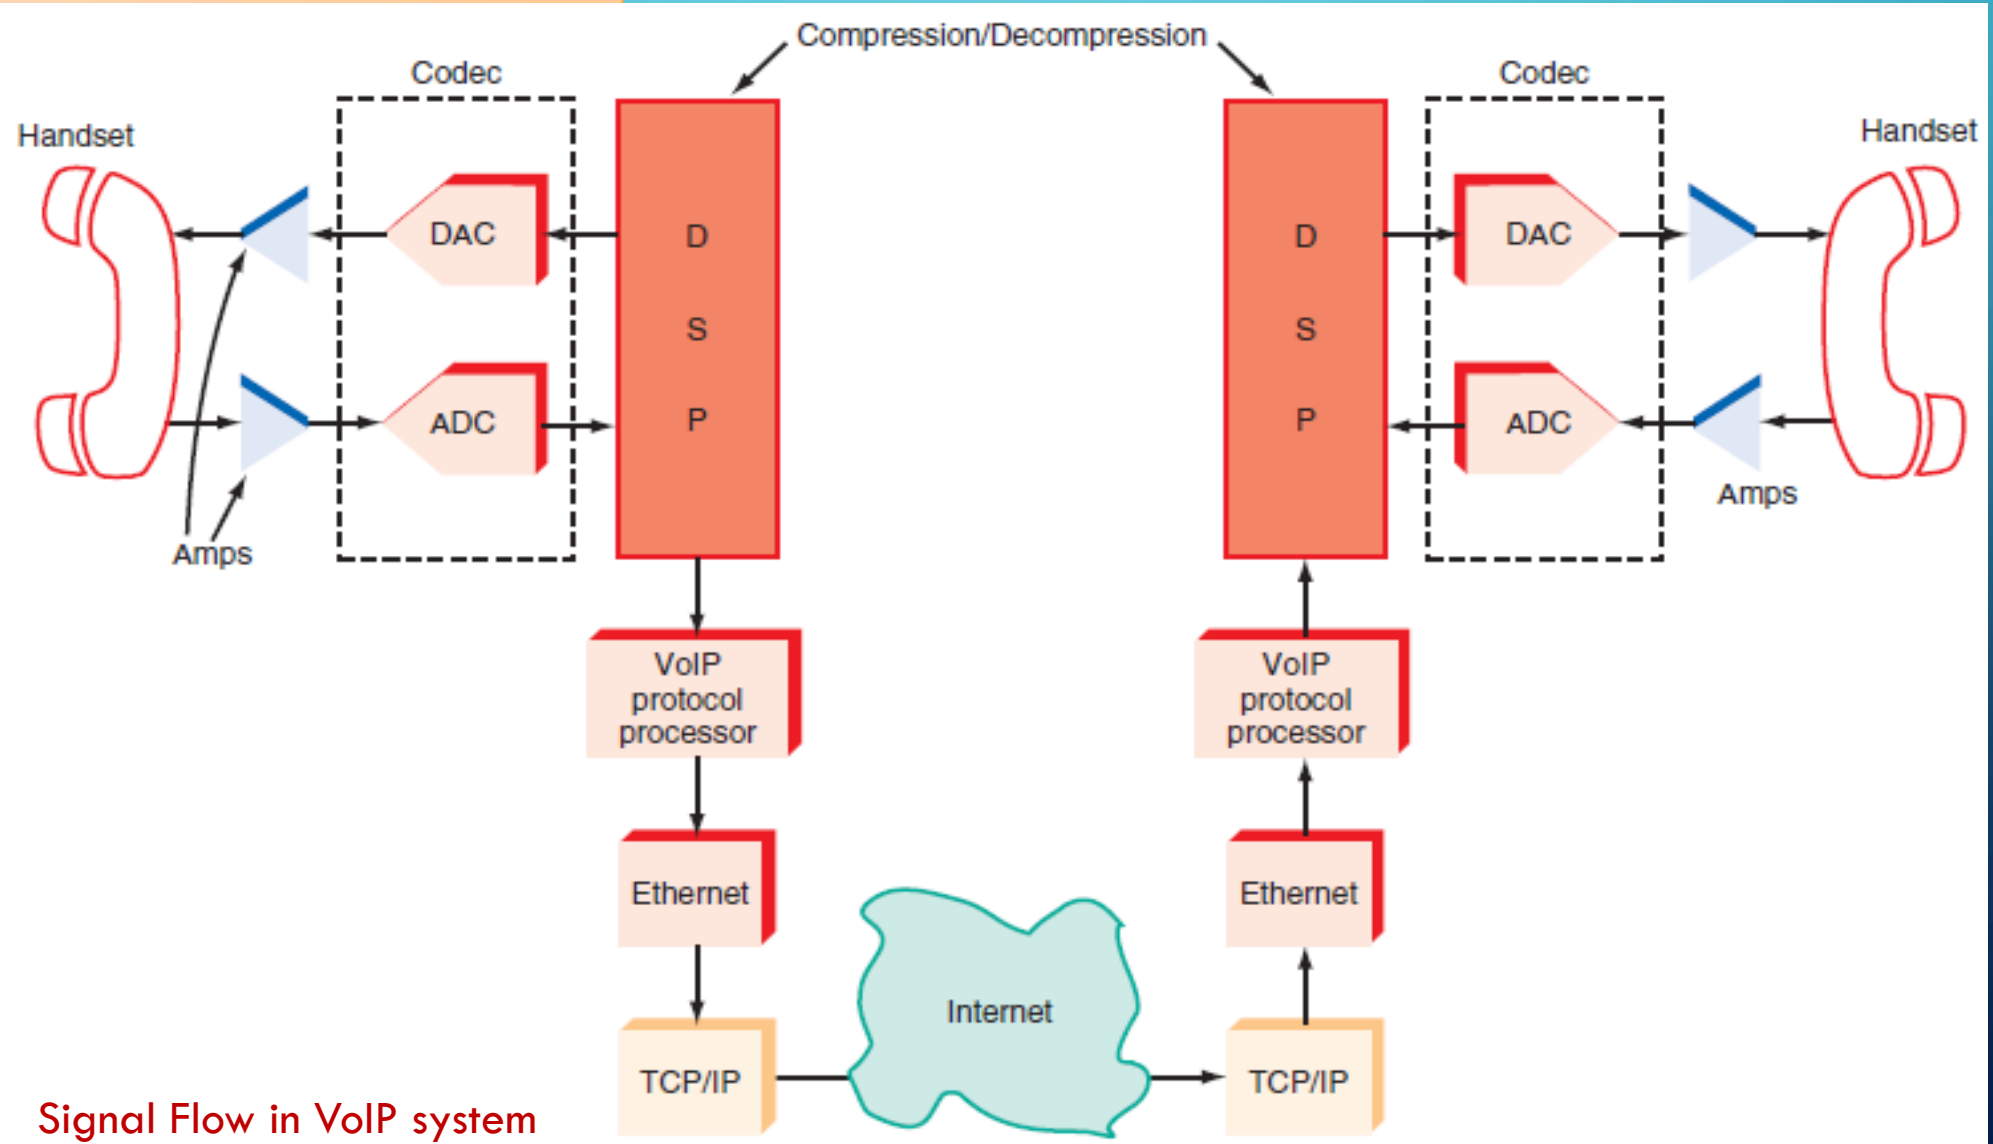 Compression/Decompression
Codec
Codec
Handset
Handset
DAC
D
D
DAC
S
S
ADC
P
P
ADC
Amps
Amps
VoIP
protocol
processor
VoIP
protocol
processor
Ethernet
Ethernet
Internet
TCP/IP
TCP/IP
Signal Flow in VoIP system